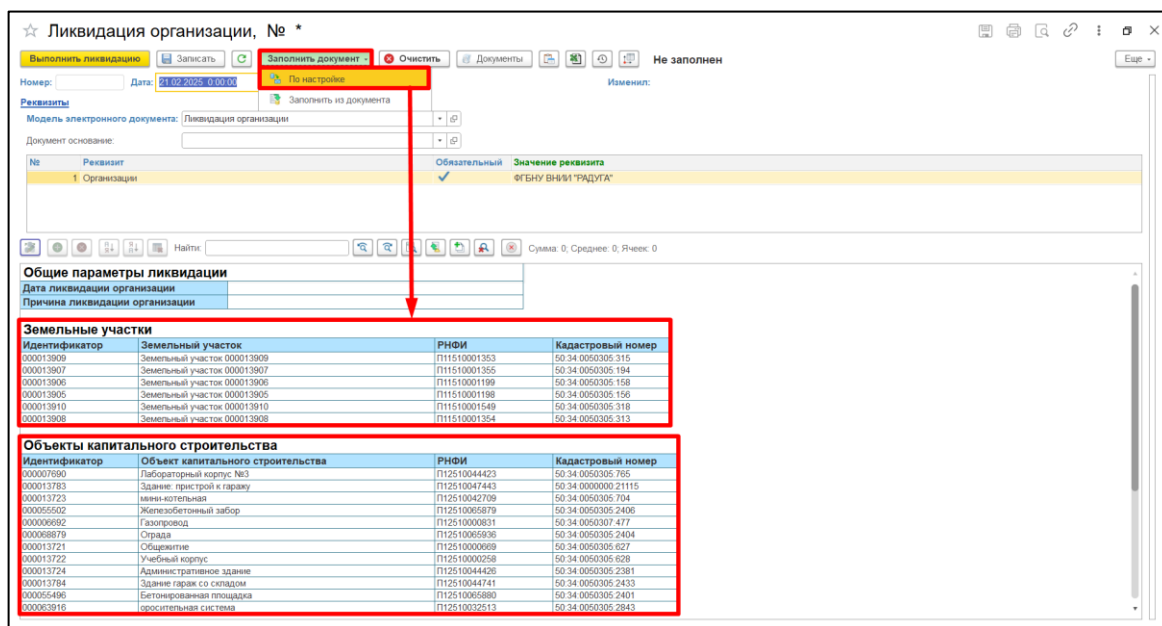 Ликвидация организации, № *
Выполнить ликвидацию Записать Заполнить документ Очистить Документы Не заполнен Еще
Номер: Дата: 21.02.2025 0:00:00 По настройке Изменил:
Реквизиты Заполнить из документа
Модель электронного документа: Ликвидация организации
Документ основание:
№ Реквизит Обязательный Значение реквизита
1 Организации ФГБНУ ВНИИ "РАДУГА"
Найти: Сумма: 0; Среднее: 0; Ячеек: 0
Общие параметры ликвидации
Дата ликвидации организации
Причина ликвидации организации
Земельные участки
Идентификатор Земельный участок РНФИ Кадастровый номер
000013909 Земельный участок 000013909 П11510001353 50:34:0050305:315
000013907 Земельный участок 000013907 П11510001355 50:34:0050305:194
000013906 Земельный участок 000013906 П11510001199 50:34:0050305:158
000013905 Земельный участок 000013905 П11510001198 50:34:0050305:156
000013910 Земельный участок 000013910 П11510001549 50:34:0050305:318
000013908 Земельный участок 000013908 П11510001354 50:34:0050305:313
Объекты капитального строительства
Идентификатор Объект капитального строительства РНФИ Кадастровый номер
000007690 Лабораторный корпус №3 П12510044423 50:34:0050305:765
000013783 Здание: пристрой к гаражу П12510047443 50:34:0000000:21115
000013723 мини-котельная П12510042709 50:34:0050305:704
000055502 Железобетонный забор П12510065879 50:34:0050305:2406
000006692 Газопровод П12510000831 50:34:0050307:477
000068879 Ограда П12510065936 50:34:0050305:2404
000013721 Общежитие П12510000669 50:34:0050305:627
000013722 Учебный корпус П12510000258 50:34:0050305:628
000013724 Административное здание П12510044426 50:34:0050305:2381
000013784 Здание гараж со складом П12510044741 50:34:0050305:2433
000055496 Бетонированная площадка П12510065880 50:34:0050305:2401
000063916 оросительная система П12510032513 50:34:0050305:2843